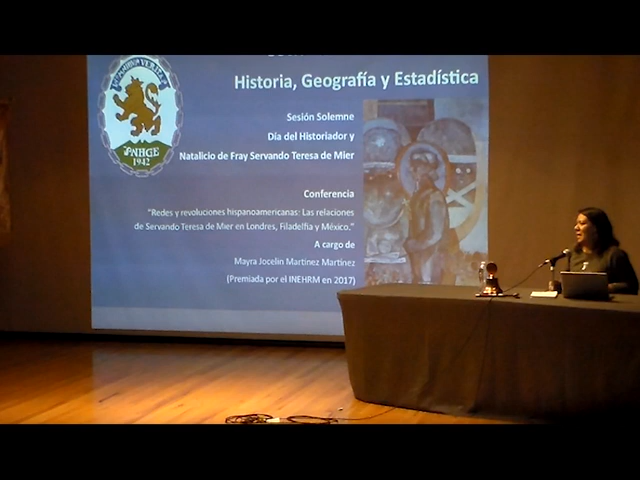 Historia, Geografía y Estadística
Sesión Solemne
Día del Historiador y
Natalicio de Fray Servando Teresa de Mier
Conferencia
"Redes y revoluciones hispanoamericanas: Las relaciones
de Servando Teresa de Mier en Londres, Filadelfia y México."
A cargo de
Mayra Jocelin Martinez Martínez
(Premiada por el INEHRM en 2017)
1942